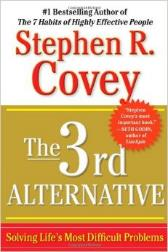 #1 Bestselling Author of
The 7 Habits of Highly Effective People
Stephen R.
Covey
"Stephen
Covey's most
important book."
—SETH GODIN,
author of
Linchpin
The
3rd
ALTERNATIVE
Solving Life's Most Difficult Problems